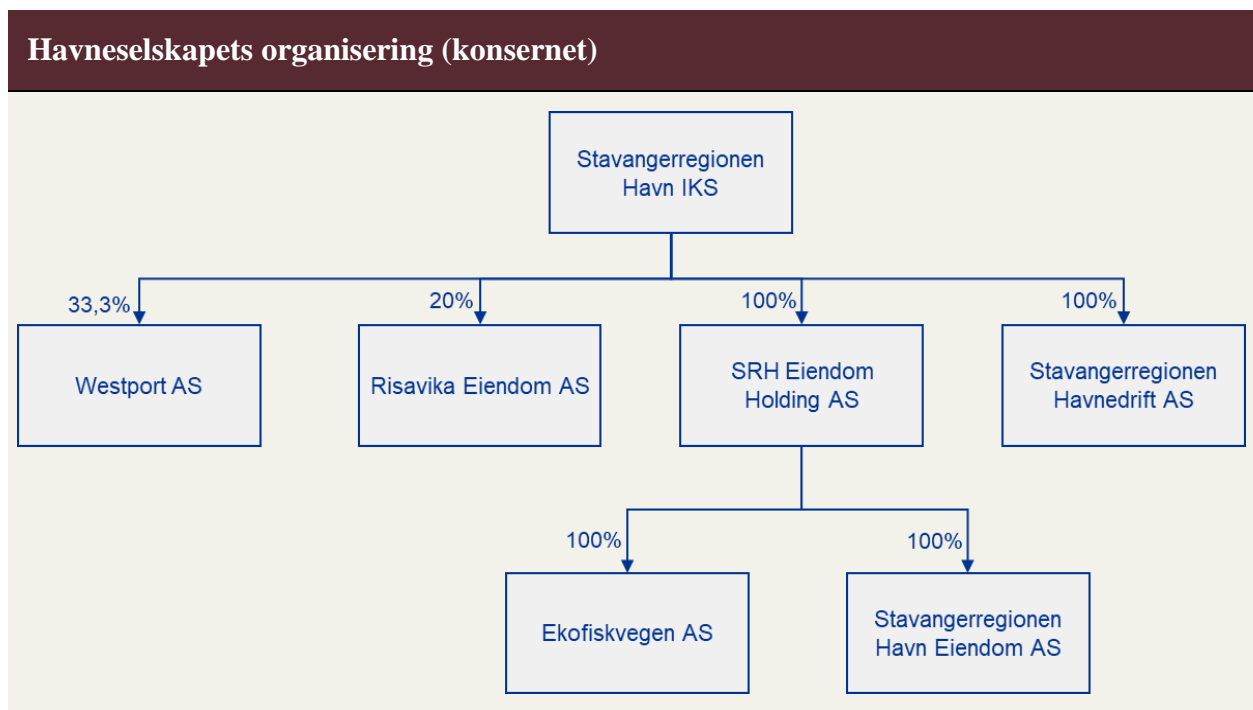 Havneselskapets organisering (konsernet)
Stavangerregionen
Havn IKS
33,3%
20%
100%
100%
Westport AS
Risavika Eiendom AS
SRH Eiendom
Holding AS
Stavangerregionen
Havnedrift AS
100%
100%
Ekofiskvegen AS
Stavangerregionen
Havn Eiendom AS